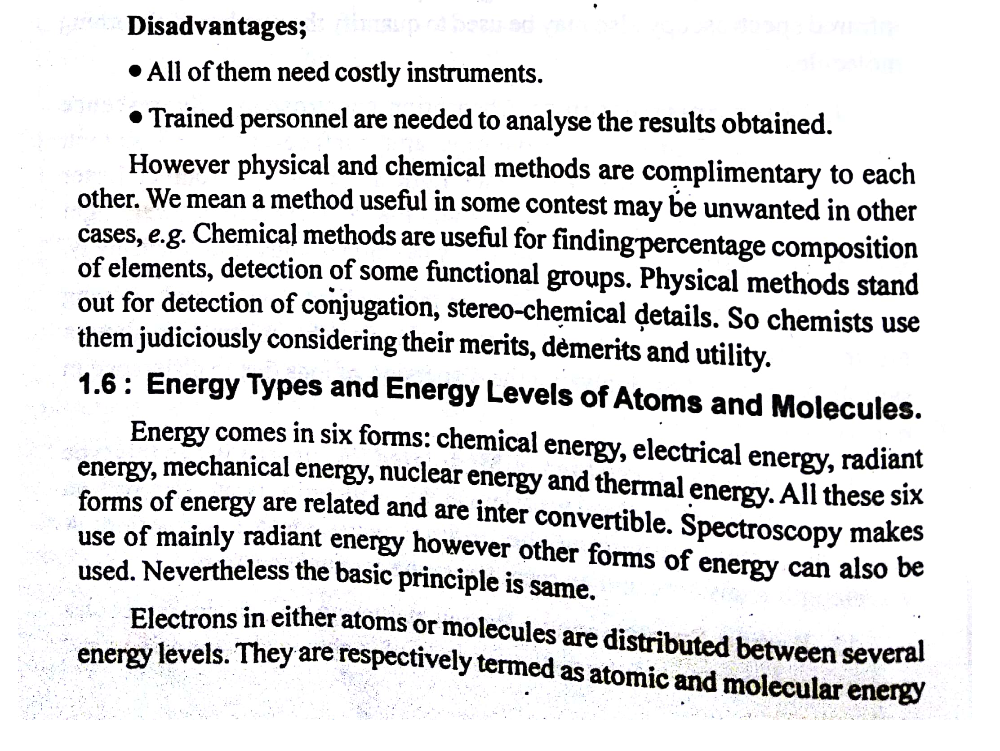 Disadvantages;
● All of them need costly instruments.
● Trained personnel are needed to analyse the results obtained.
However physical and chemical methods are complimentary to each
other. We mean a method useful in some contest may be unwanted in other
cases, e.g. Chemical methods are useful for finding percentage composition
of elements, detection of some functional groups. Physical methods stand
out for detection of conjugation, stereo-chemical details. So chemists use
them judiciously considering their merits, demerits and utility.
1.6 : Energy Types and Energy Levels of Atoms and Molecules.
Energy comes in six forms: chemical energy, electrical energy, radiant
energy, mechanical energy, nuclear energy and thermal energy. All these six
forms of energy are related and are inter convertible. Spectroscopy makes
use of mainly radiant energy however other forms of energy can also be
used. Nevertheless the basic principle is same.
Electrons in either atoms or molecules are distributed between several
energy levels. They are respectively termed as atomic and molecular energy